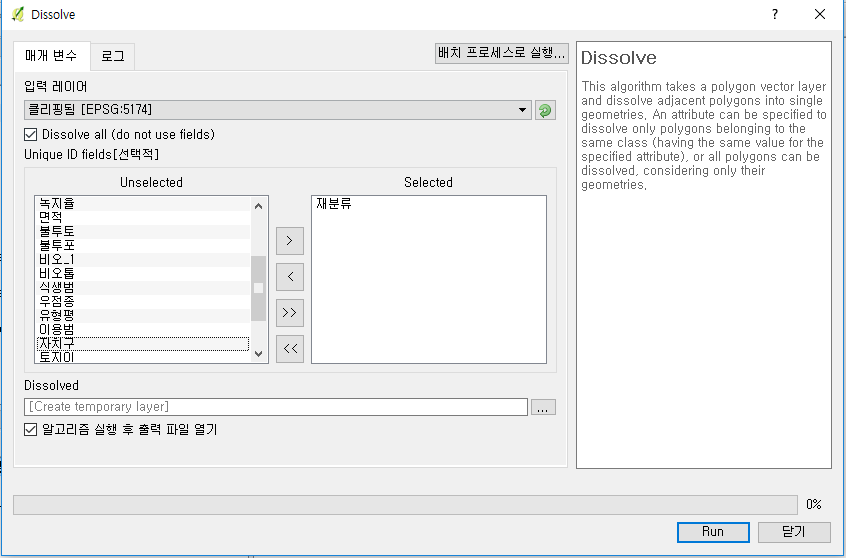 Dissolve
매개 변수
로그
배치 프로세스로 실행...
입력 레이어
클리핑됨 [EPSG:5174]
Dissolve all (do not use fields)
Unique ID fields[선택적]
Unselected
녹지율
면적
불투토
불투포
비오_1
비오톱
식생범
우점종
유형평
이용범
자치구
토지이
>
<
>>
<<
Selected
재분류
Dissolved
[Create temporary layer]
...
알고리즘 실행 후 출력 파일 열기
Dissolve
This algorithm takes a polygon vector layer
and dissolve adjacent polygons into single
geometries. An attribute can be specified to
dissolve only polygons belonging to the
same class (having the same value for the
specified attribute), or all polygons can be
dissolved, considering only their
geometries.
0%
Run
닫기